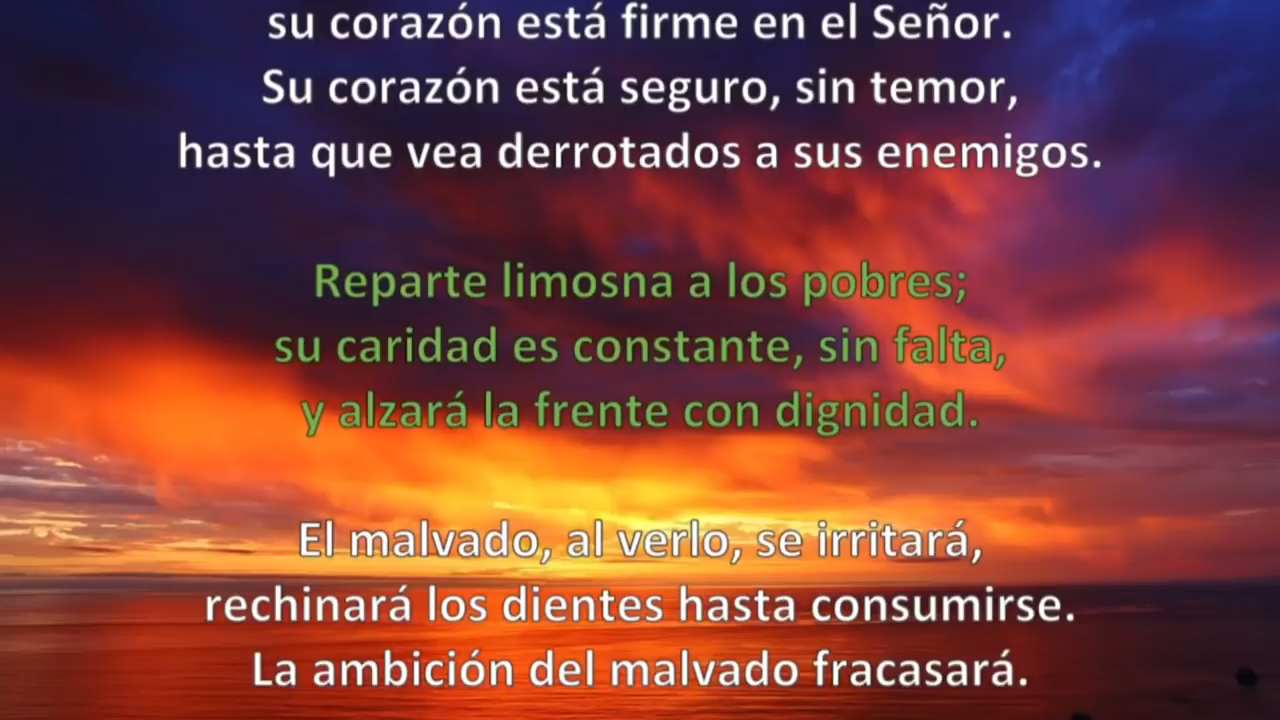 su corazón está firme en el Señor.
Su corazón está seguro, sin temor,
hasta que vea derrotados a sus enemigos.
Reparte limosna a los pobres;
su caridad es constante, sin falta,
y alzará la frente con dignidad.
El malvado, al verlo, se irritará,
rechinará los dientes hasta consumirse.
La ambición del malvado fracasará.